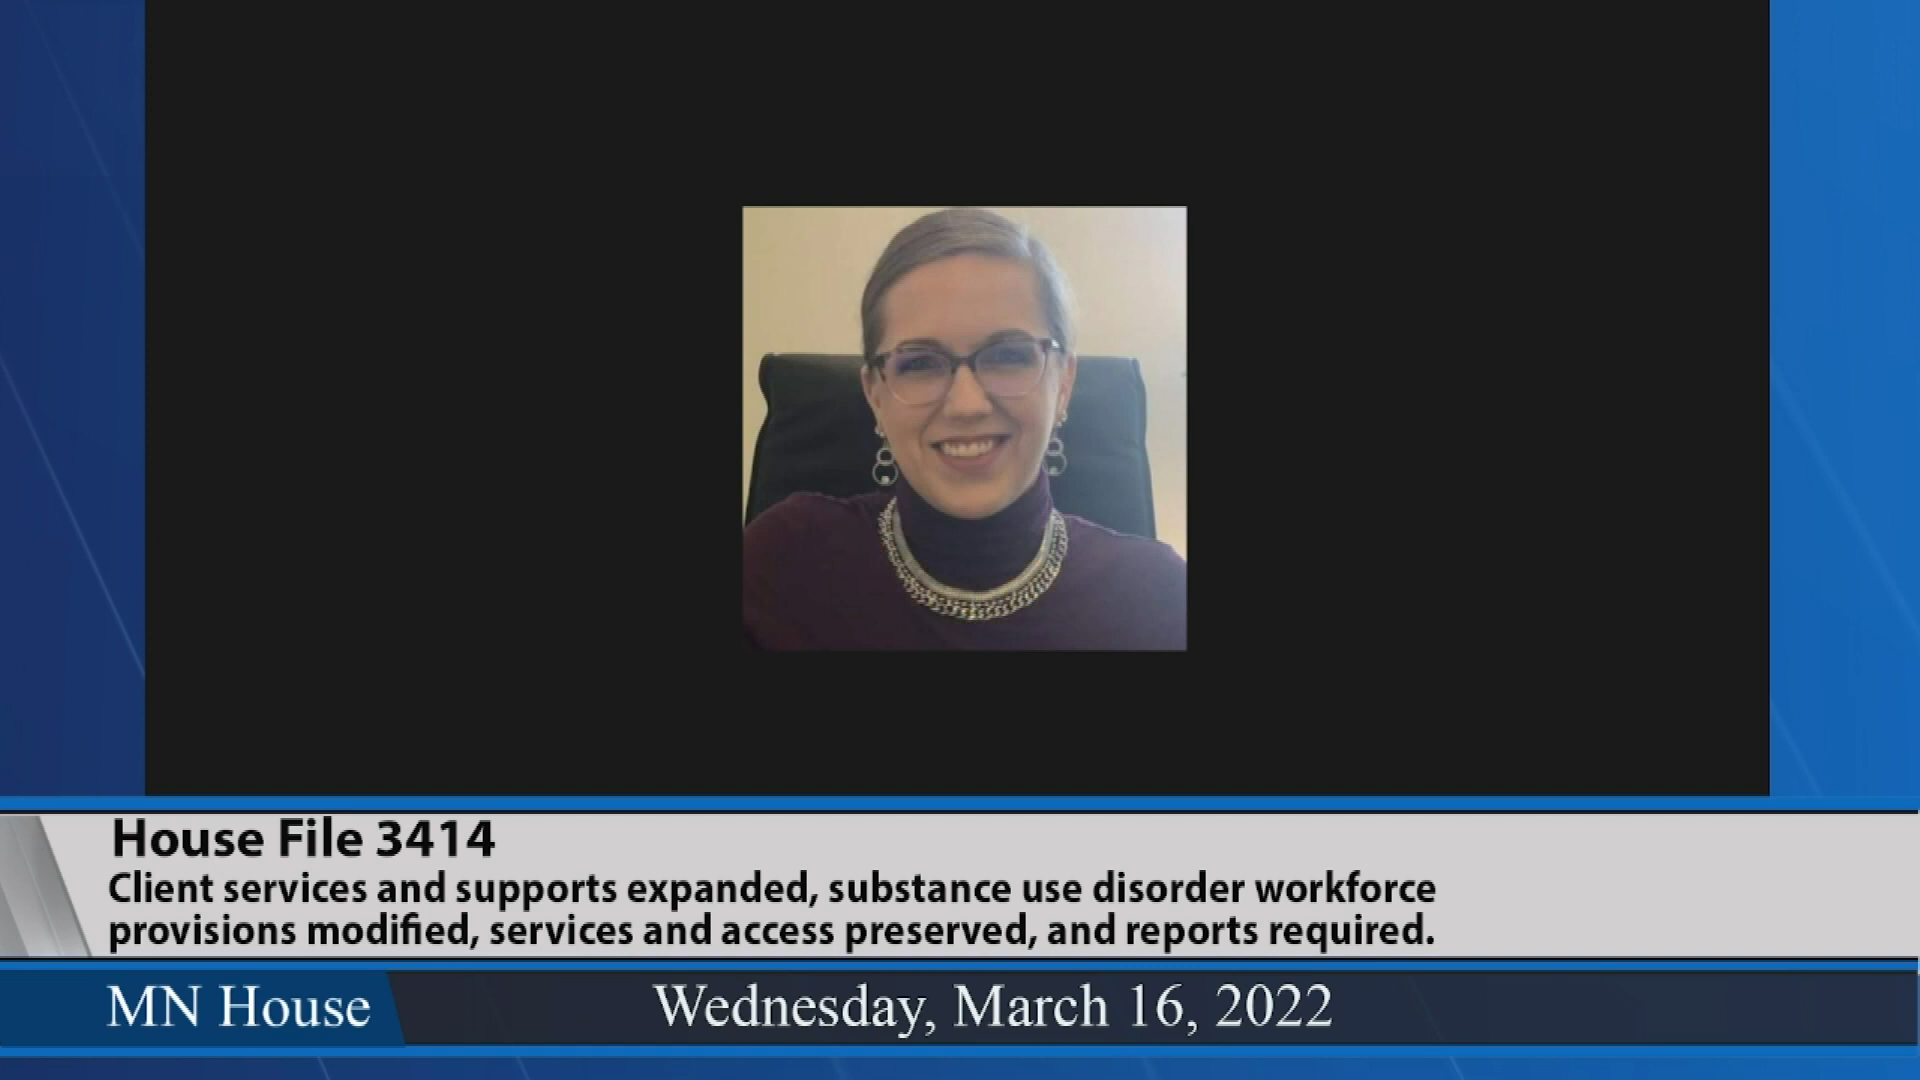 House File 3414
Client services and supports expanded, substance use disorder workforce
provisions modified, services and access preserved, and reports required.
MN House
Wednesday, March 16, 2022